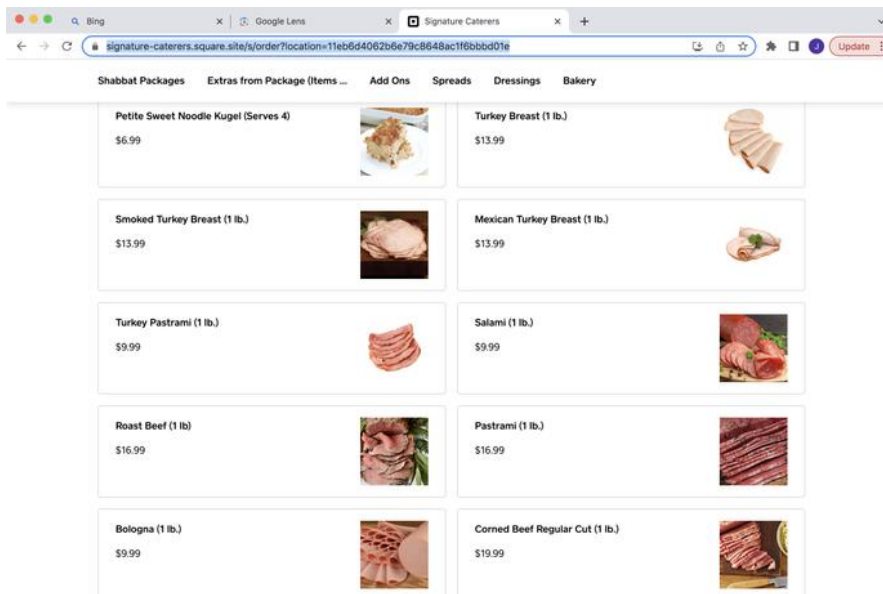 Bing
Google Lens
Signature Caterers
signature-caterers.square.site/s/order?location=11eb6d4062b6e79c8648ac1f6bbbd01e
J
Update
Shabbat Packages Extras from Package (Items ... Add Ons Spreads Dressings Bakery
Petite Sweet Noodle Kugel (Serves 4)
$6.99
Turkey Breast (1 lb.)
$13.99
Smoked Turkey Breast (1 lb.)
$13.99
Mexican Turkey Breast (1 lb.)
$13.99
Turkey Pastrami (1 lb.)
$9.99
Salami (1 lb.)
$9.99
Roast Beef (1 lb)
$16.99
Pastrami (1 lb.)
$16.99
Bologna (1 lb.)
$9.99
Corned Beef Regular Cut (1 lb.)
$19.99